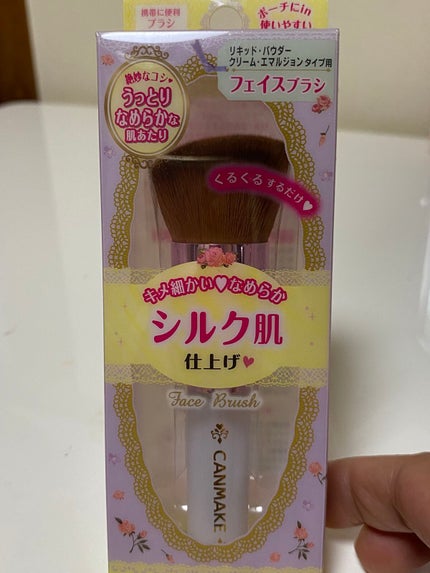 携帯に便利
ブラシ
ポーチにin
使いやすい
リキッド・パウダー
クリーム・エマルジョンタイプ用
フェイスブラシ
絶妙なコシ♥
うっとり
なめらかな
肌あたり
くるくるするだけ♥
キメ細かい♥なめらか
シルク肌
仕上げ♥
Face Brush
CANMAKE